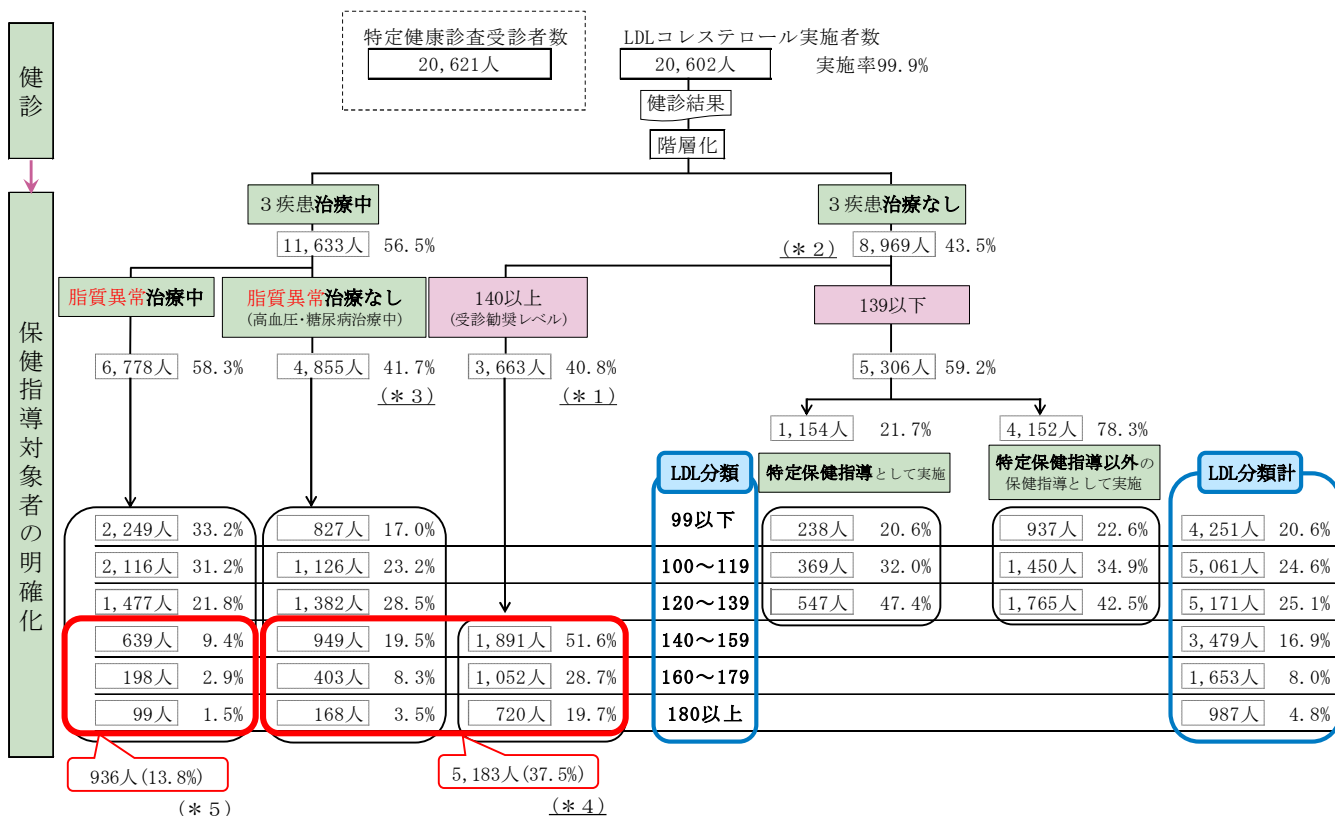 健診
特定健康診査受診者数
20,621人
LDLコレステロール実施者数
20,602人 実施率99.9%
健診結果
階層化
保健指導対象者の明確化
3疾患治療中
3疾患治療なし
11,633人 56.5%
(*2)
8,969人 43.5%
脂質異常治療中
脂質異常治療なし
(高血圧・糖尿病治療中)
140以上
(受診勧奨レベル)
139以下
6,778人 58.3%
4,855人 41.7%
(*3)
3,663人 40.8%
(*1)
5,306人 59.2%
1,154人 21.7%
4,152人 78.3%
LDL分類
特定保健指導として実施
特定保健指導以外の
保健指導として実施
LDL分類計
2,249人 33.2% 827人 17.0% 99以下 238人 20.6% 937人 22.6% 4,251人 20.6%
2,116人 31.2% 1,126人 23.2% 100～119 369人 32.0% 1,450人 34.9% 5,061人 24.6%
1,477人 21.8% 1,382人 28.5% 120～139 547人 47.4% 1,765人 42.5% 5,171人 25.1%
639人 9.4% 949人 19.5% 1,891人 51.6% 140～159 3,479人 16.9%
198人 2.9% 403人 8.3% 1,052人 28.7% 160～179 1,653人 8.0%
99人 1.5% 168人 3.5% 720人 19.7% 180以上 987人 4.8%
936人(13.8%)
(*5)
5,183人(37.5%)
(*4)